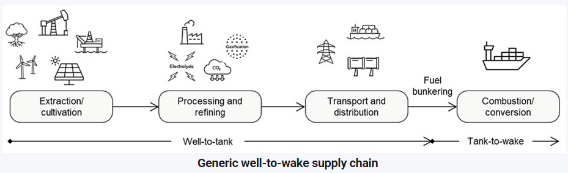 Gasification
Electrolysis
CO₂
Extraction/
cultivation
Processing and
refining
Transport and
distribution
Fuel
bunkering
Combustion/
conversion
Well-to-tank
Tank-to-wake
Generic well-to-wake supply chain